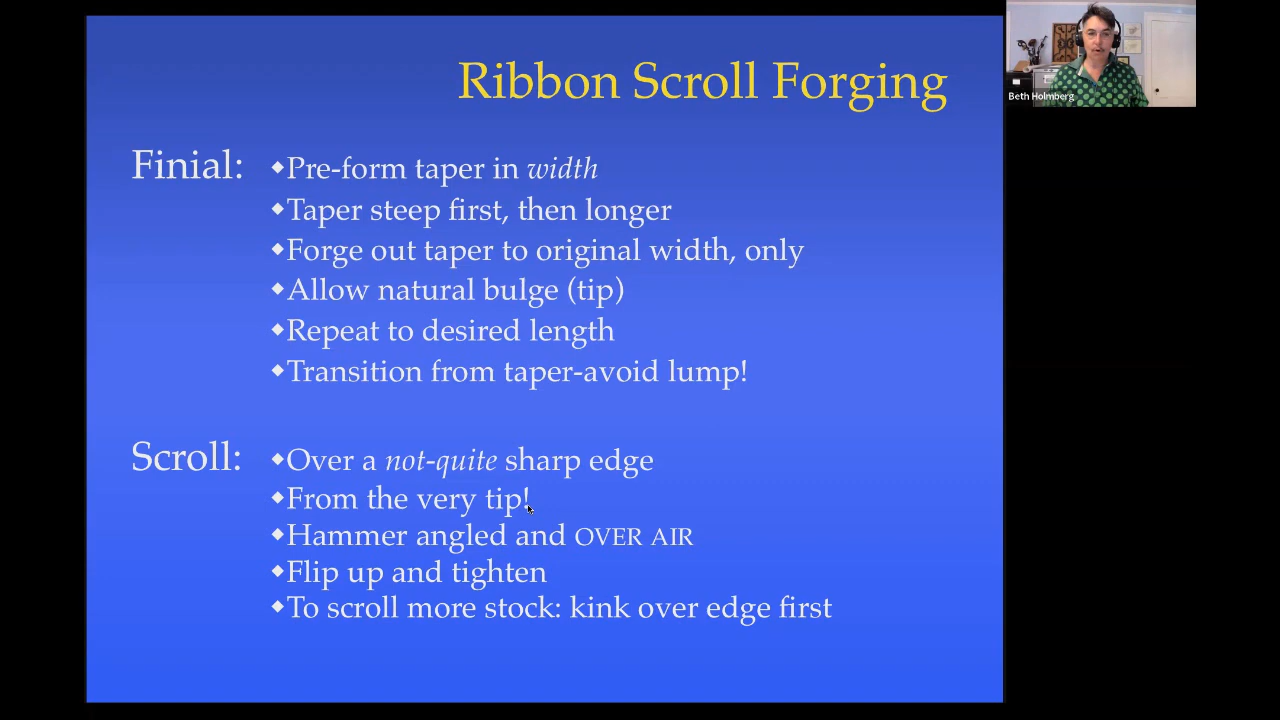 Ribbon Scroll Forging
Beth Holmberg
Finial: ◆Pre-form taper in width
◆Taper steep first, then longer
◆Forge out taper to original width, only
◆Allow natural bulge (tip)
◆Repeat to desired length
◆Transition from taper-avoid lump!
Scroll: ◆Over a not-quite sharp edge
◆From the very tip!
◆Hammer angled and OVER AIR
◆Flip up and tighten
◆To scroll more stock: kink over edge first